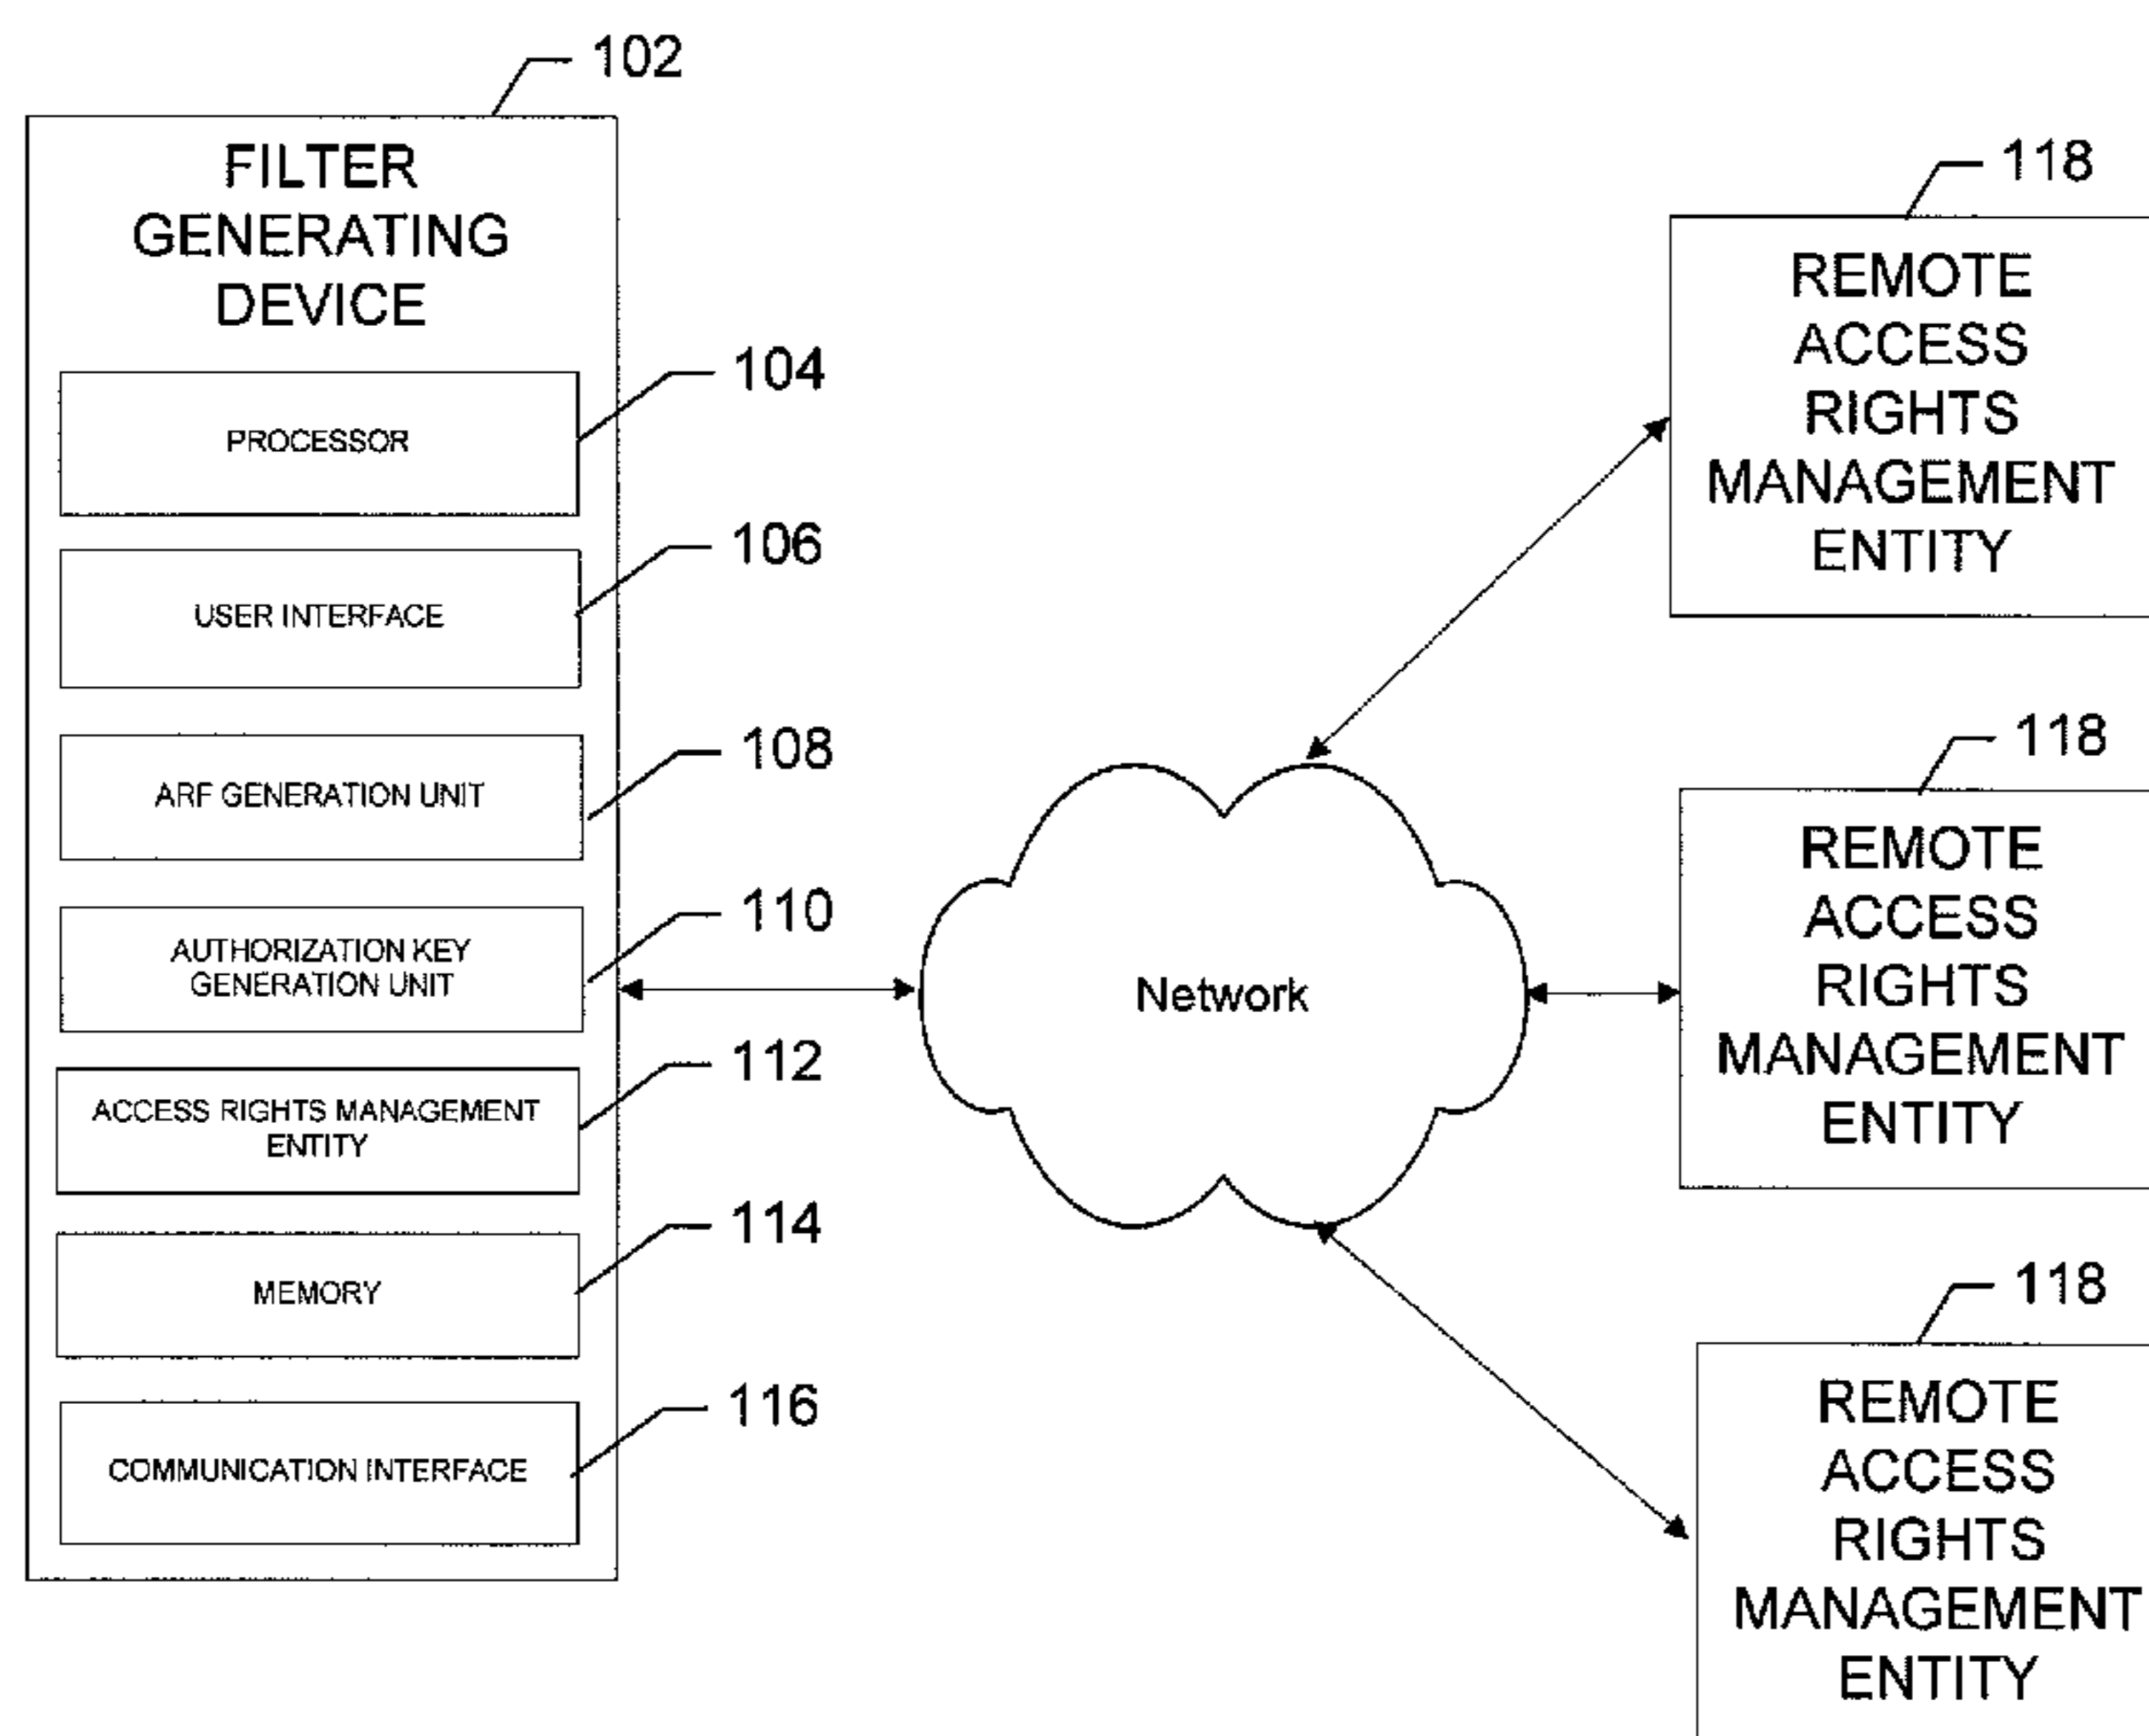 102
FILTER
GENERATING
DEVICE
104
PROCESSOR
106
USER INTERFACE
108
ARF GENERATION UNIT
110
AUTHORIZATION KEY
GENERATION UNIT
112
ACCESS RIGHTS MANAGEMENT
ENTITY
114
MEMORY
116
COMMUNICATION INTERFACE
Network
118
REMOTE
ACCESS
RIGHTS
MANAGEMENT
ENTITY
118
REMOTE
ACCESS
RIGHTS
MANAGEMENT
ENTITY
118
REMOTE
ACCESS
RIGHTS
MANAGEMENT
ENTITY